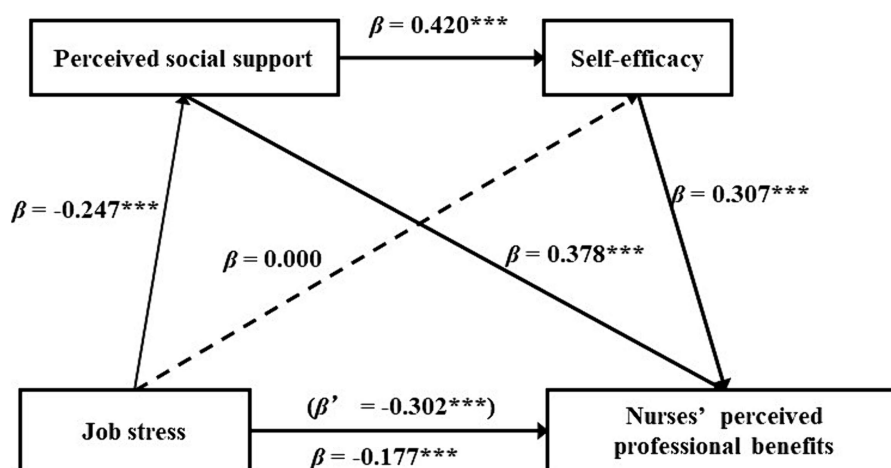 β = 0.420***
Perceived social support
Self-efficacy
β = -0.247***
β = 0.307***
β = 0.000
β = 0.378***
(β’ = -0.302***)
Job stress
Nurses’ perceived
professional benefits
β = -0.177***